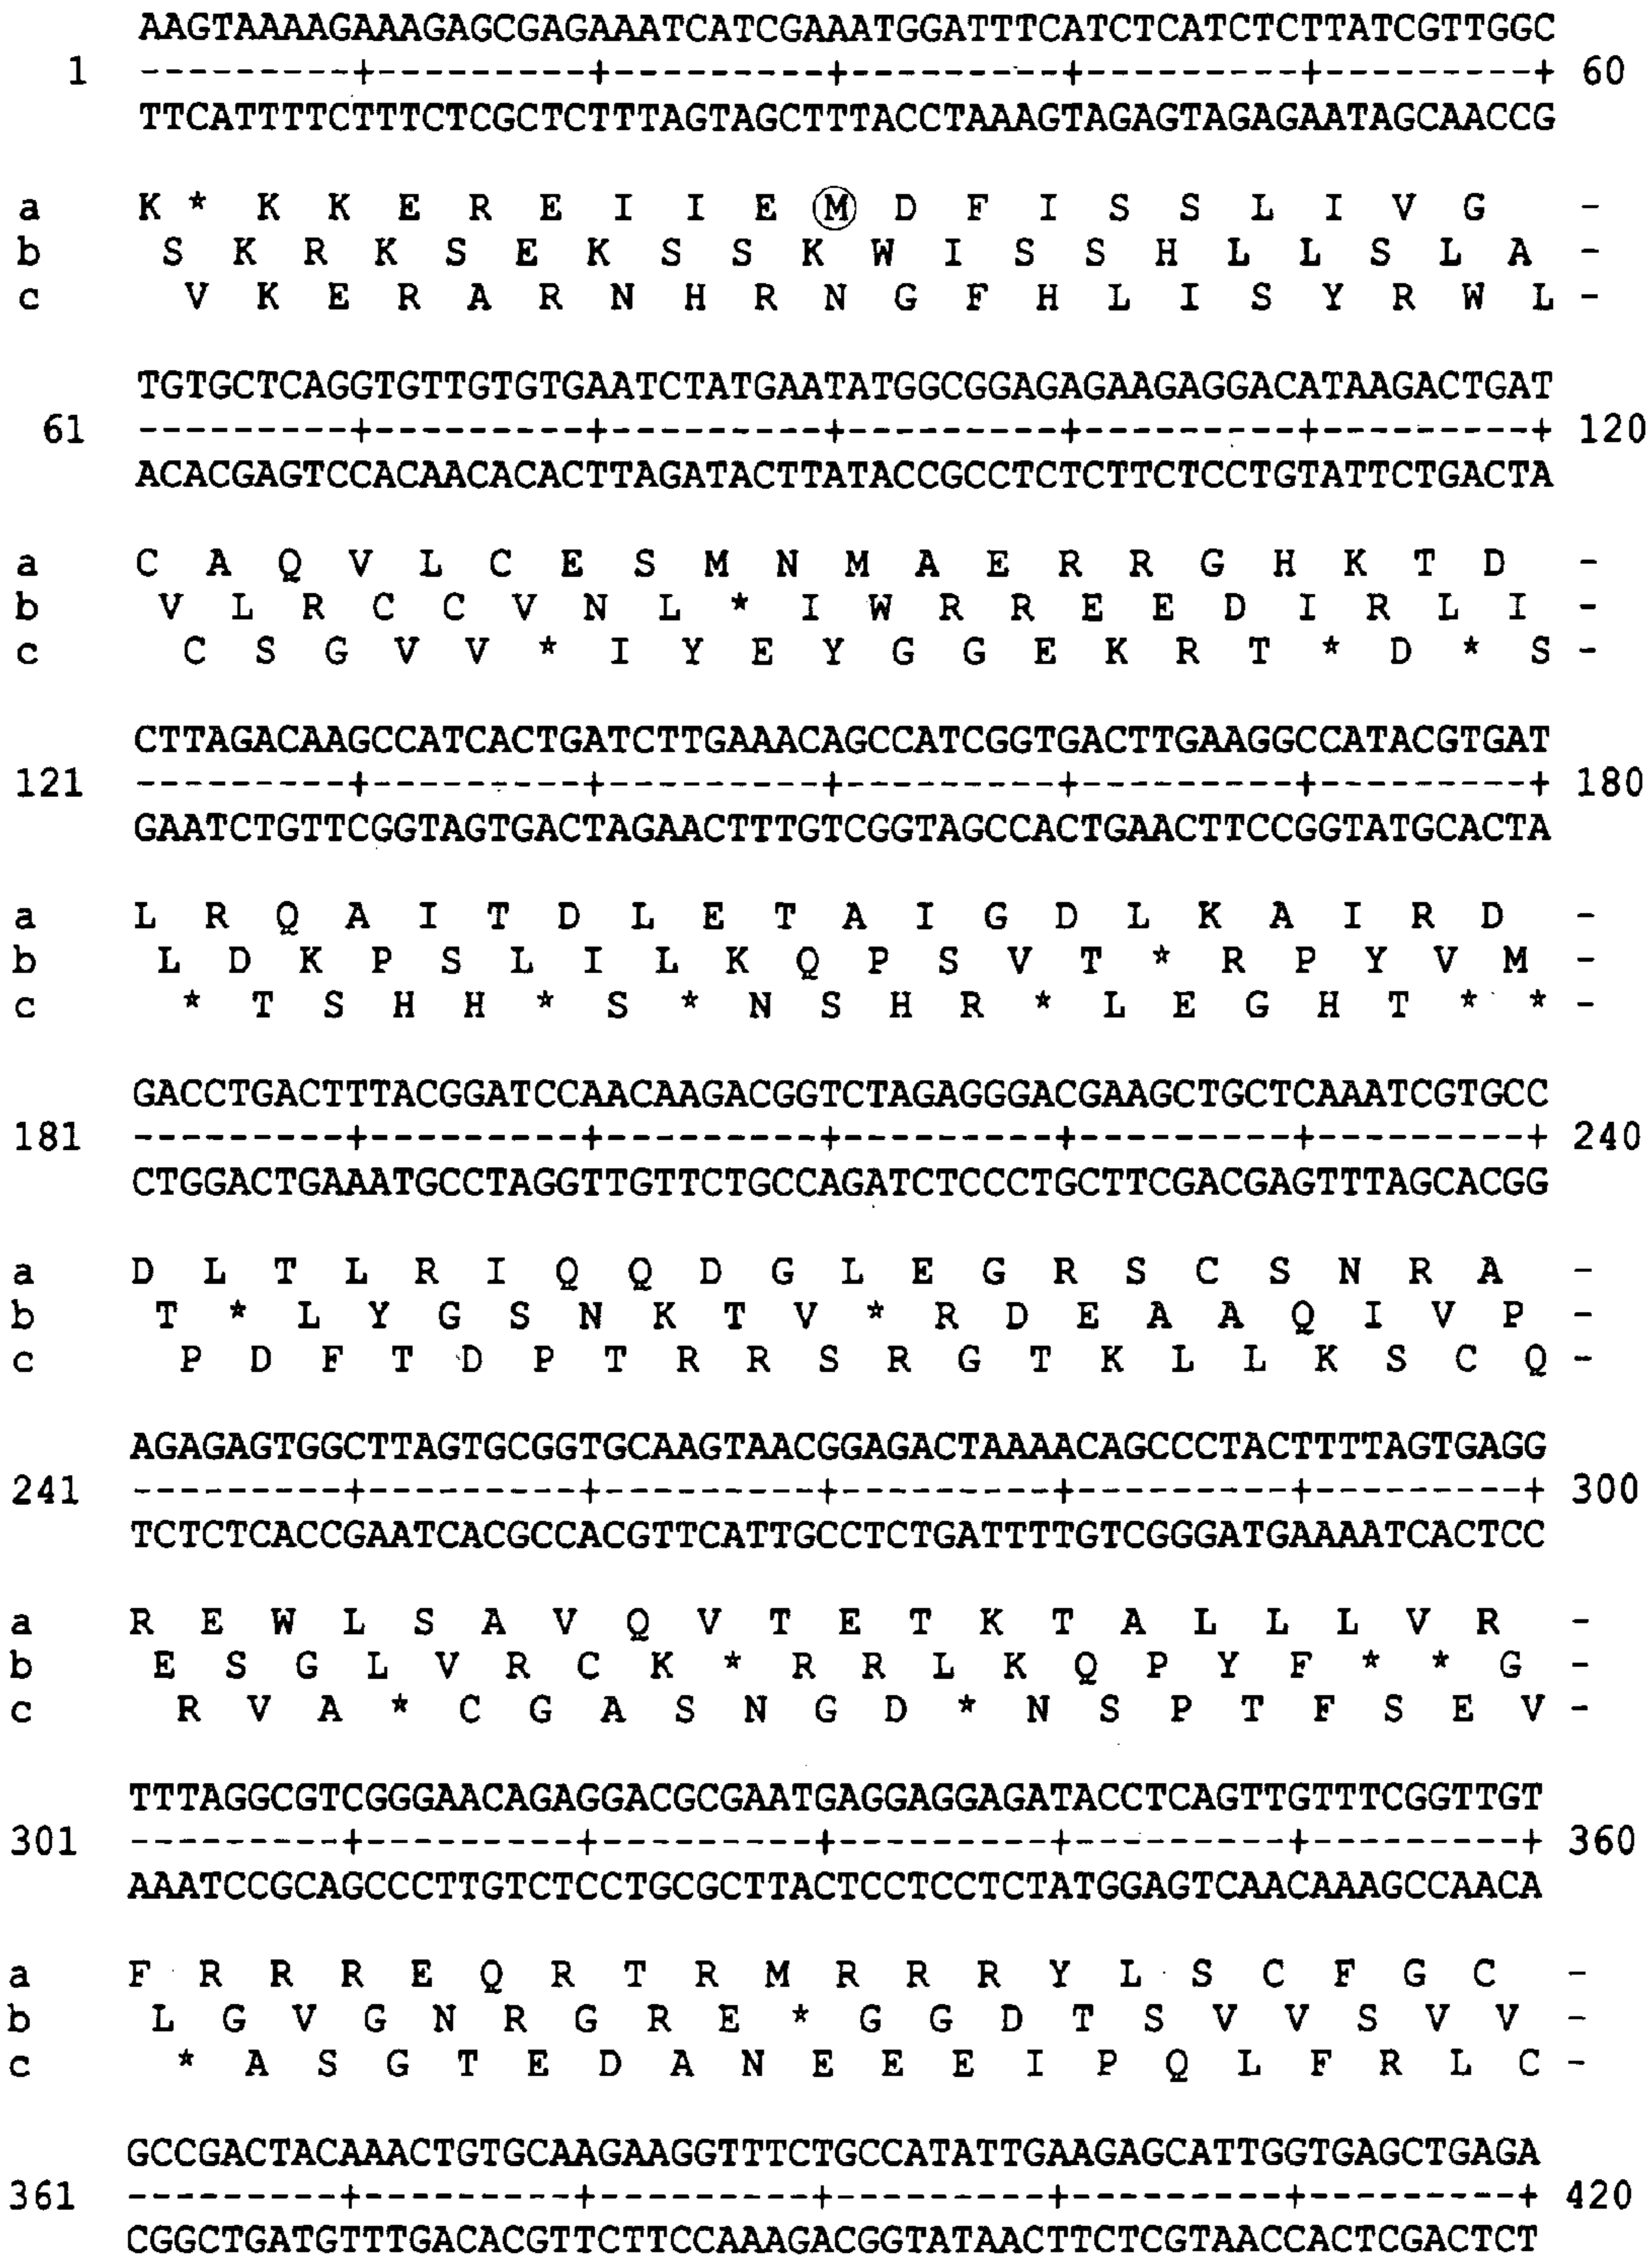 AAGTAAAAGAAAGAGCGAGAAATCATCGAAATGGATTTCATCTCATCTCTTATCGTTGGC
1 ---------+---------+---------+---------+---------+---------+ 60
TTCATTTTCTTTCTCGCTCTTTAGTAGCTTTACCTAAAGTAGAGTAGAGAATAGCAACCG
a K * K K E R E I I E M D F I S S L I V G -
b S K R K S E K S S K W I S S H L L S L A -
c V K E R A R N H R N G F H L I S Y R W L -
TGTGCTCAGGTGTTGTGTGAATCTATGAATATGGCGGAGAGAAGAGGACATAAGACTGAT
61 ---------+---------+---------+---------+---------+---------+ 120
ACACGAGTCCACAACACACTTAGATACTTATACCGCCTCTCTTCTCCTGTATTCTGACTA
a C A Q V L C E S M N M A E R R G H K T D -
b V L R C C V N L * I W R R E E D I R L I -
c C S G V V * I Y E Y G G E K R T * D * S -
CTTAGACAAGCCATCACTGATCTTGAAACAGCCATCGGTGACTTGAAGGCCATACGTGAT
121 ---------+---------+---------+---------+---------+---------+ 180
GAATCTGTTCGGTAGTGACTAGAACTTTGTCGGTAGCCACTGAACTTCCGGTATGCACTA
a L R Q A I T D L E T A I G D L K A I R D -
b L D K P S L I L K Q P S V T * R P Y V M -
c * T S H H * S * N S H R * L E G H T * * -
GACCTGACTTTACGGATCCAACAAGACGGTCTAGAGGGACGAAGCTGCTCAAATCGTGCC
181 ---------+---------+---------+---------+---------+---------+ 240
CTGGACTGAAATGCCTAGGTTGTTCTGCCAGATCTCCCTGCTTCGACGAGTTTAGCACGG
a D L T L R I Q Q D G L E G R S C S N R A -
b T * L Y G S N K T V * R D E A A Q I V P -
c P D F T D P T R R S R G T K L L K S C Q -
AGAGAGTGGCTTAGTGCGGTGCAAGTAACGGAGACTAAAACAGCCCTACTTTTAGTGAGG
241 ---------+---------+---------+---------+---------+---------+ 300
TCTCTCACCGAATCACGCCACGTTCATTGCCTCTGATTTTGTCGGGATGAAAATCACTCC
a R E W L S A V Q V T E T K T A L L L V R -
b E S G L V R C K * R R L K Q P Y F * * G -
c R V A * C G A S N G D * N S P T F S E V -
TTTAGGCGTCGGGAACAGAGGACGCGAATGAGGAGGAGATACCTCAGTTGTTTCGGTTGT
301 ---------+---------+---------+---------+---------+---------+ 360
AAATCCGCAGCCCTTGTCTCCTGCGCTTACTCCTCCTCTATGGAGTCAACAAAGCCAACA
a F R R R E Q R T R M R R R Y L S C F G C -
b L G V G N R G R E * G G D T S V V S V V -
c * A S G T E D A N E E E I P Q L F R L C -
GCCGACTACAAACTGTGCAAGAAGGTTTCTGCCATATTGAAGAGCATTGGTGAGCTGAGA
361 ---------+---------+---------+---------+---------+---------+ 420
CGGCTGATGTTTGACACGTTCTTCCAAAGACGGTATAACTTCTCGTAACCACTCGACTCT